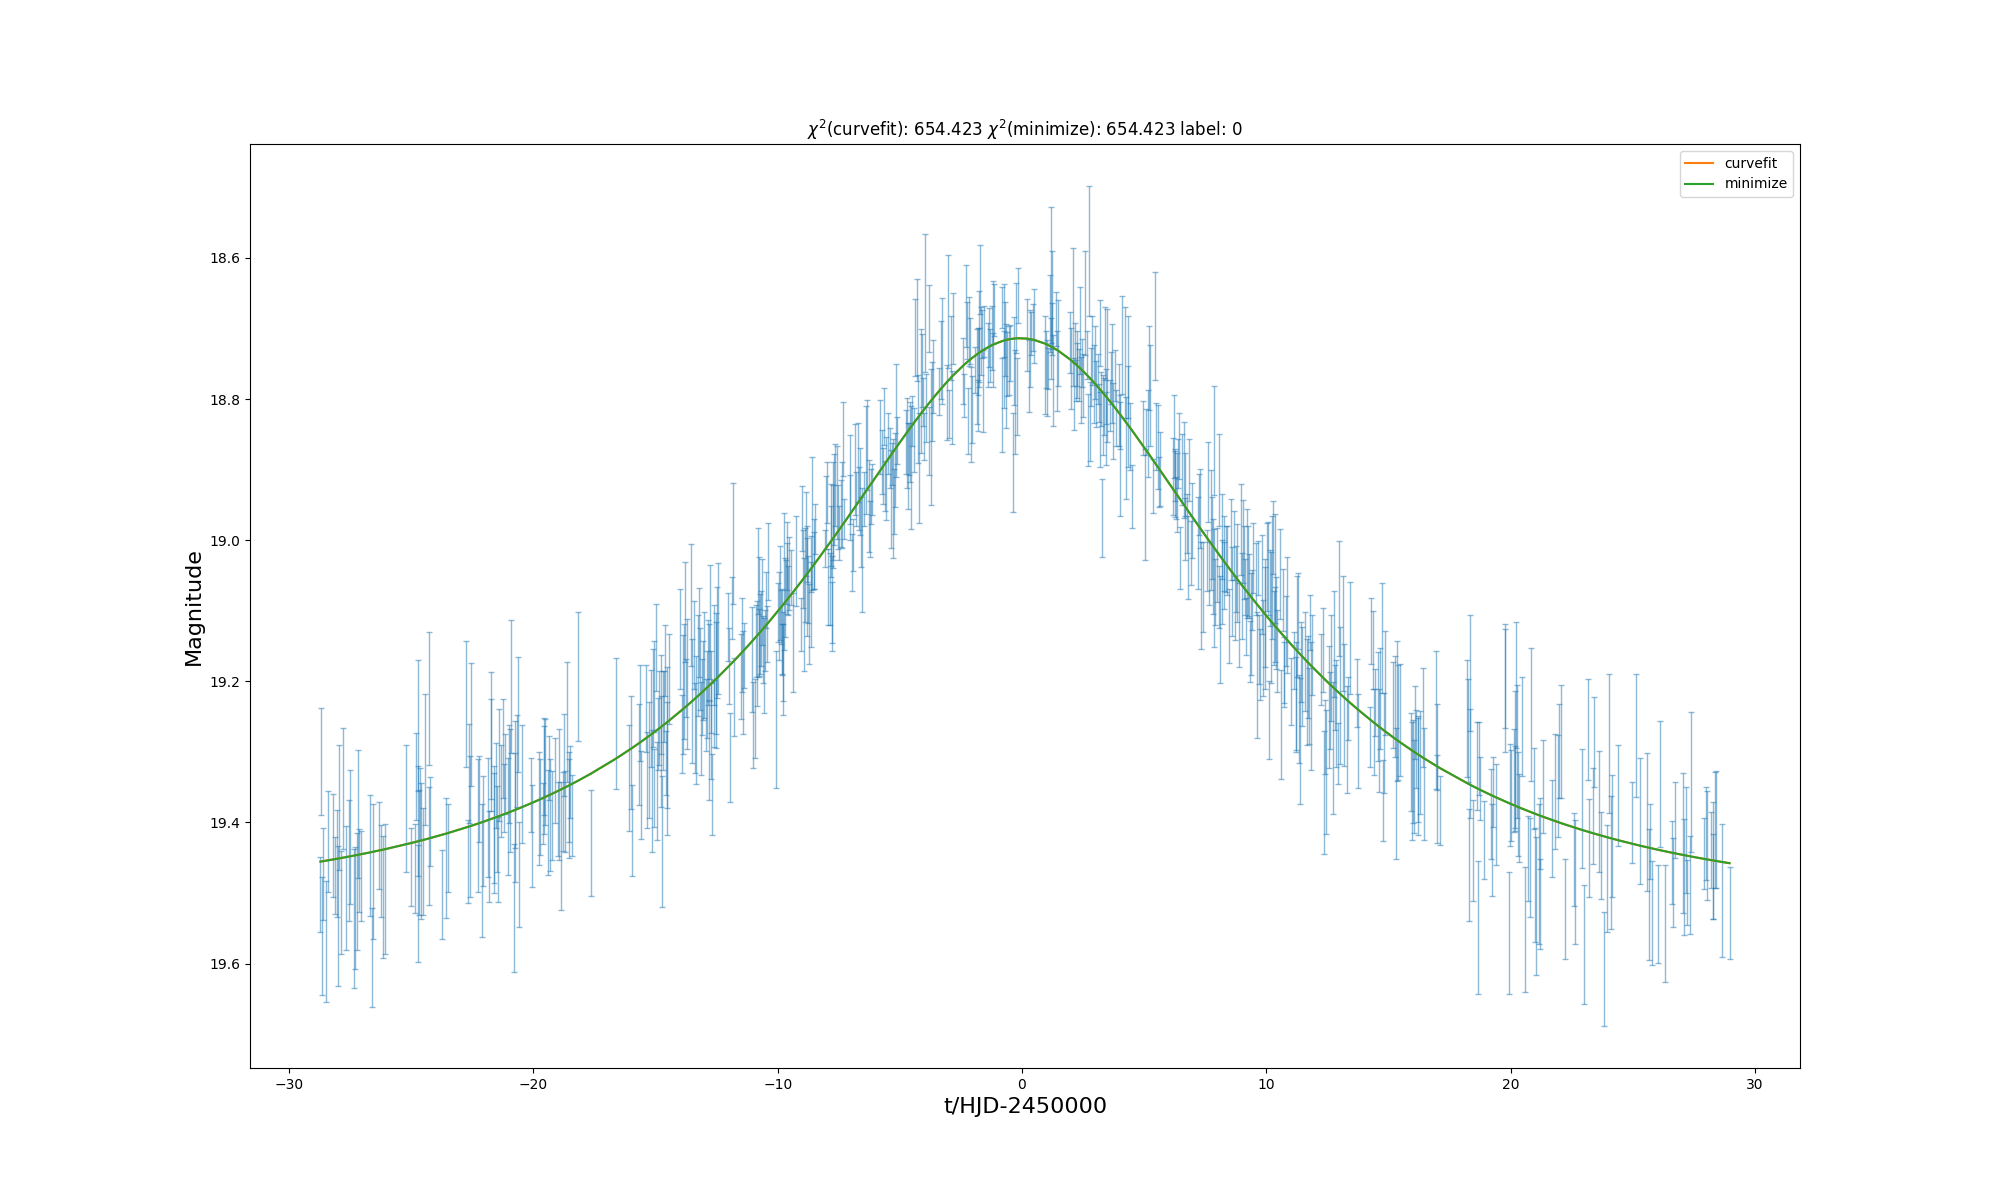 χ²(curvefit): 654.423 χ²(minimize): 654.423 label: 0
curvefit
minimize
18.6
18.8
19.0
19.2
19.4
19.6
Magnitude
−30
−20
−10
0
10
20
30
t/HJD-2450000